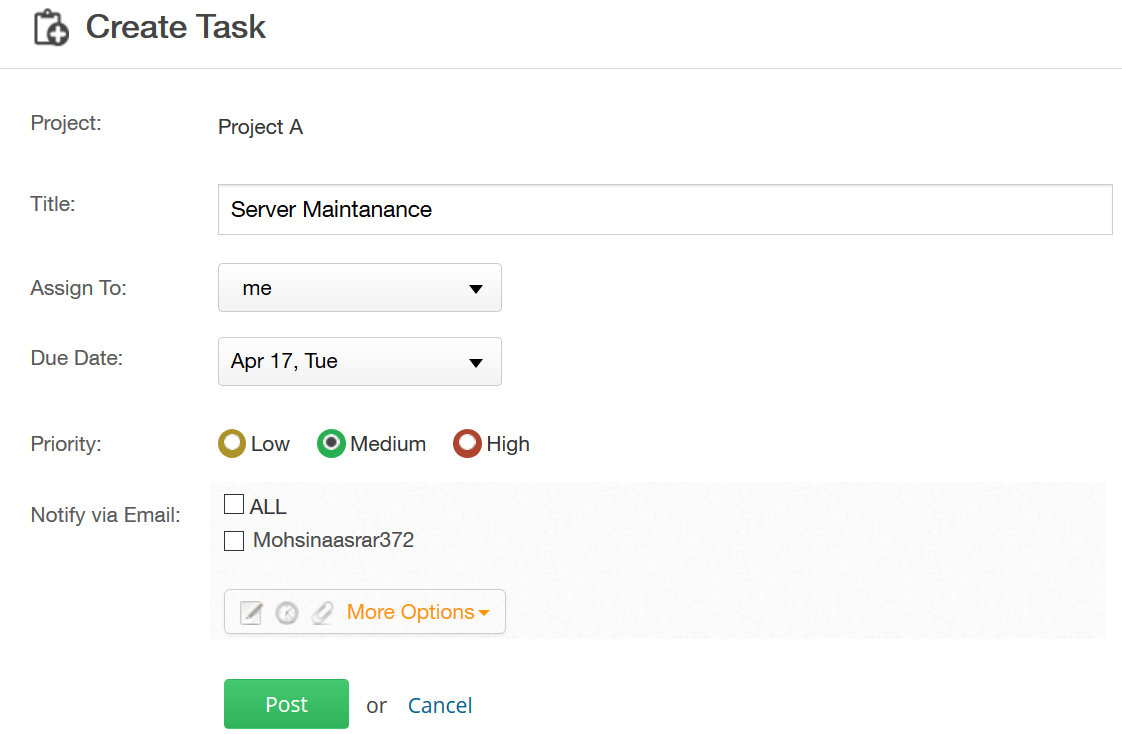 Create Task
Project: Project A
Title: Server Maintanance
Assign To: me
Due Date: Apr 17, Tue
Priority: Low Medium High
Notify via Email: ALL
Mohsinaasrar372
More Options
Post or Cancel